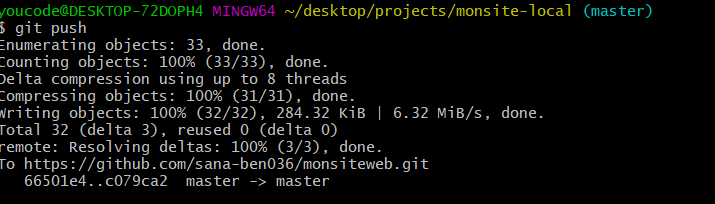 youcode@DESKTOP-72DOPH4 MINGW64 ~/desktop/projects/monsite-local (master)
$ git push
Enumerating objects: 33, done.
Counting objects: 100% (33/33), done.
Delta compression using up to 8 threads
Compressing objects: 100% (31/31), done.
Writing objects: 100% (32/32), 284.32 KiB | 6.32 MiB/s, done.
Total 32 (delta 3), reused 0 (delta 0)
remote: Resolving deltas: 100% (3/3), done.
To https://github.com/sana-ben036/monsiteweb.git
   66501e4..c079ca2  master -> master